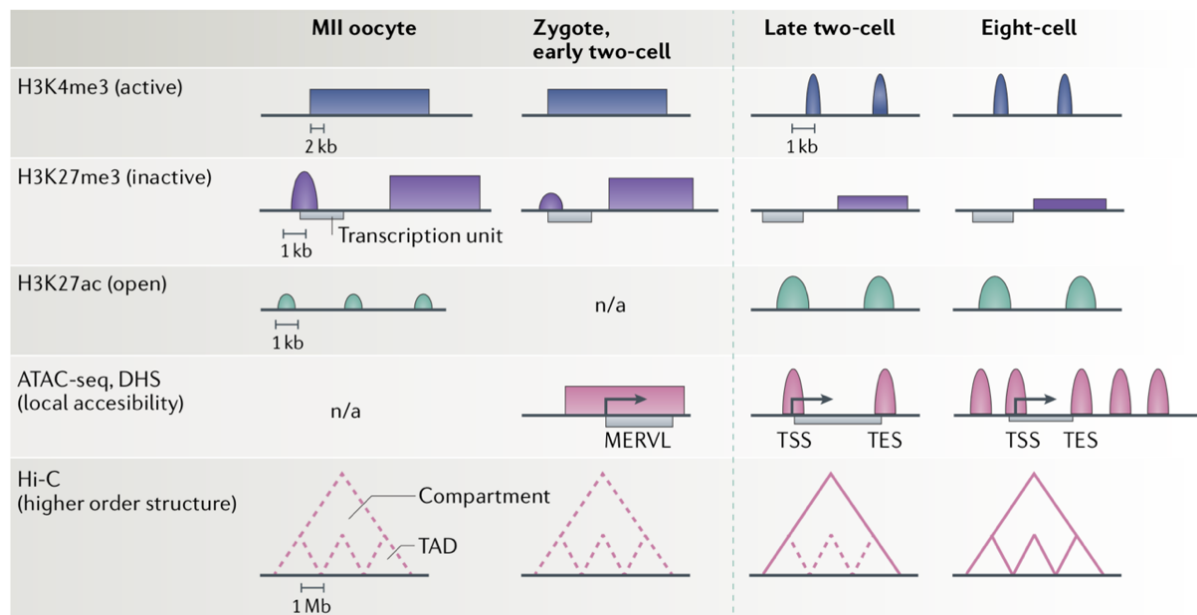 MII oocyte
Zygote,
early two-cell
Late two-cell
Eight-cell
H3K4me3 (active)
2 kb
1 kb
H3K27me3 (inactive)
Transcription unit
1 kb
H3K27ac (open)
n/a
1 kb
ATAC-seq, DHS
(local accesibility)
n/a
MERVL
TSS
TES
TSS
TES
Hi-C
(higher order structure)
Compartment
TAD
1 Mb